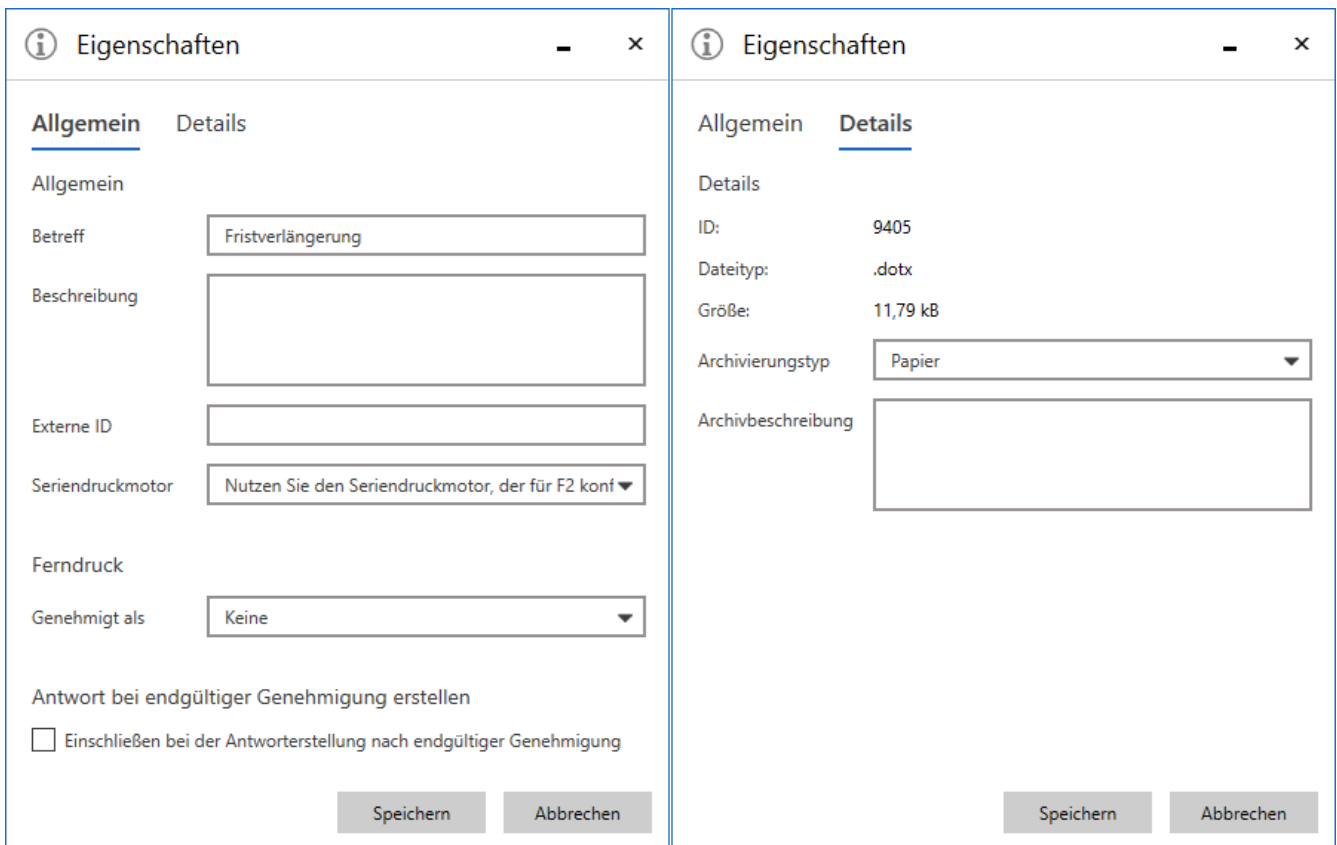 Eigenschaften
Allgemein Details
Allgemein
Betreff Fristverlängerung
Beschreibung
Externe ID
Seriendruckmotor Nutzen Sie den Seriendruckmotor, der für F2 konf
Ferndruck
Genehmigt als Keine
Antwort bei endgültiger Genehmigung erstellen
Einschließen bei der Antworterstellung nach endgültiger Genehmigung
Speichern Abbrechen
Eigenschaften
Allgemein Details
Details
ID: 9405
Dateityp: .dotx
Größe: 11,79 kB
Archivierungstyp Papier
Archivbeschreibung
Speichern Abbrechen